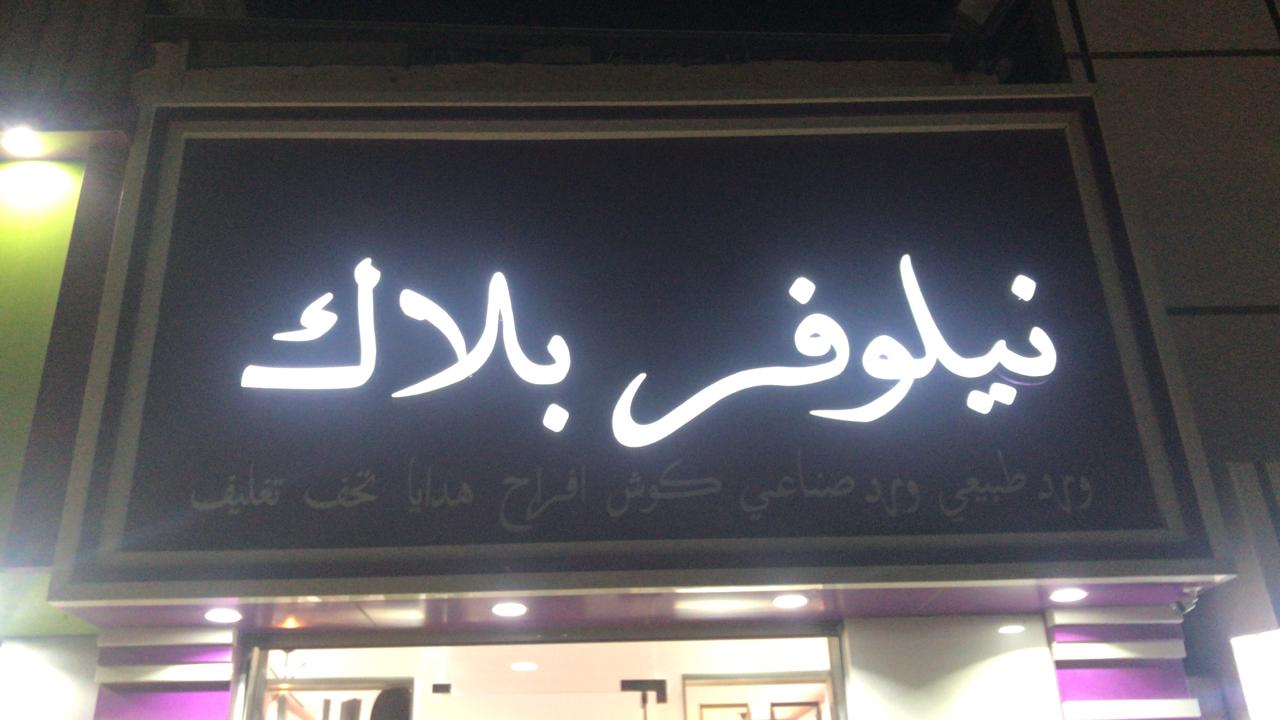 نيلوفر بلاك
ورد طبيعي ورد صناعي كوش افراح هدايا تحف تغليف